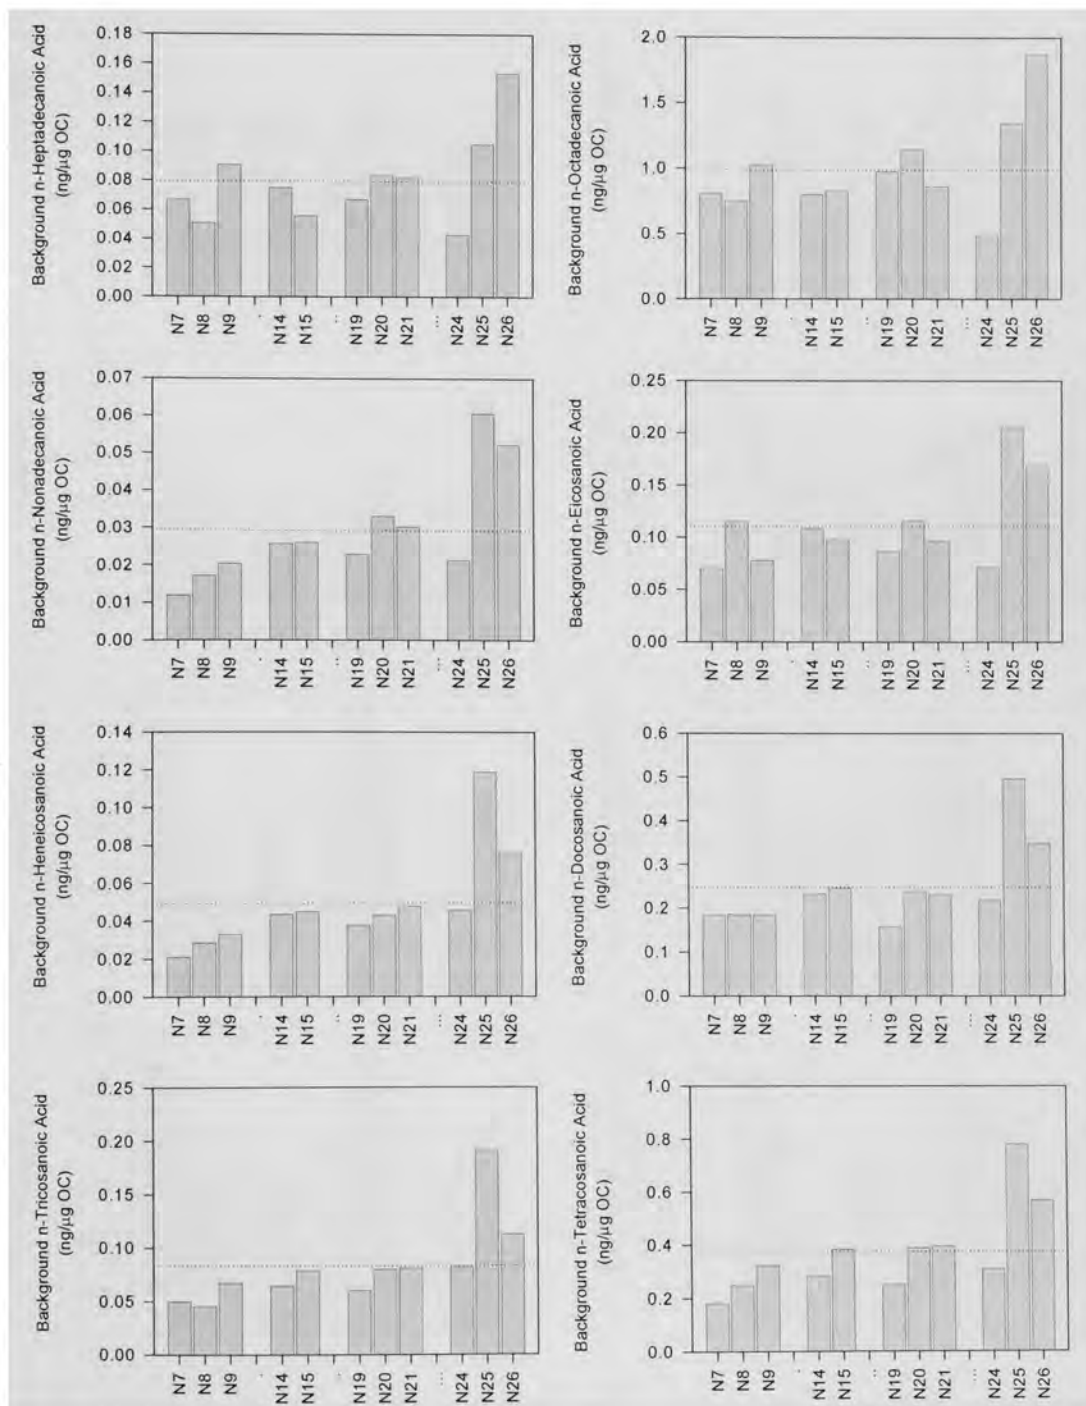 Background n-Heptadecanoic Acid
(ng/µg OC)
0.18
0.16
0.14
0.12
0.10
0.08
0.06
0.04
0.02
0.00
N7
N8
N9
N14
N15
N19
N20
N21
N24
N25
N26
Background n-Octadecanoic Acid
(ng/µg OC)
2.0
1.5
1.0
0.5
0.0
N7
N8
N9
N14
N15
N19
N20
N21
N24
N25
N26
Background n-Nonadecanoic Acid
(ng/µg OC)
0.07
0.06
0.05
0.04
0.03
0.02
0.01
0.00
N7
N8
N9
N14
N15
N19
N20
N21
N24
N25
N26
Background n-Eicosanoic Acid
(ng/µg OC)
0.25
0.20
0.15
0.10
0.05
0.00
N7
N8
N9
N14
N15
N19
N20
N21
N24
N25
N26
Background n-Heneicosanoic Acid
(ng/µg OC)
0.14
0.12
0.10
0.08
0.06
0.04
0.02
0.00
N7
N8
N9
N14
N15
N19
N20
N21
N24
N25
N26
Background n-Docosanoic Acid
(ng/µg OC)
0.6
0.5
0.4
0.3
0.2
0.1
0.0
N7
N8
N9
N14
N15
N19
N20
N21
N24
N25
N26
Background n-Tricosanoic Acid
(ng/µg OC)
0.25
0.20
0.15
0.10
0.05
0.00
N7
N8
N9
N14
N15
N19
N20
N21
N24
N25
N26
Background n-Tetracosanoic Acid
(ng/µg OC)
1.0
0.8
0.6
0.4
0.2
0.0
N7
N8
N9
N14
N15
N19
N20
N21
N24
N25
N26